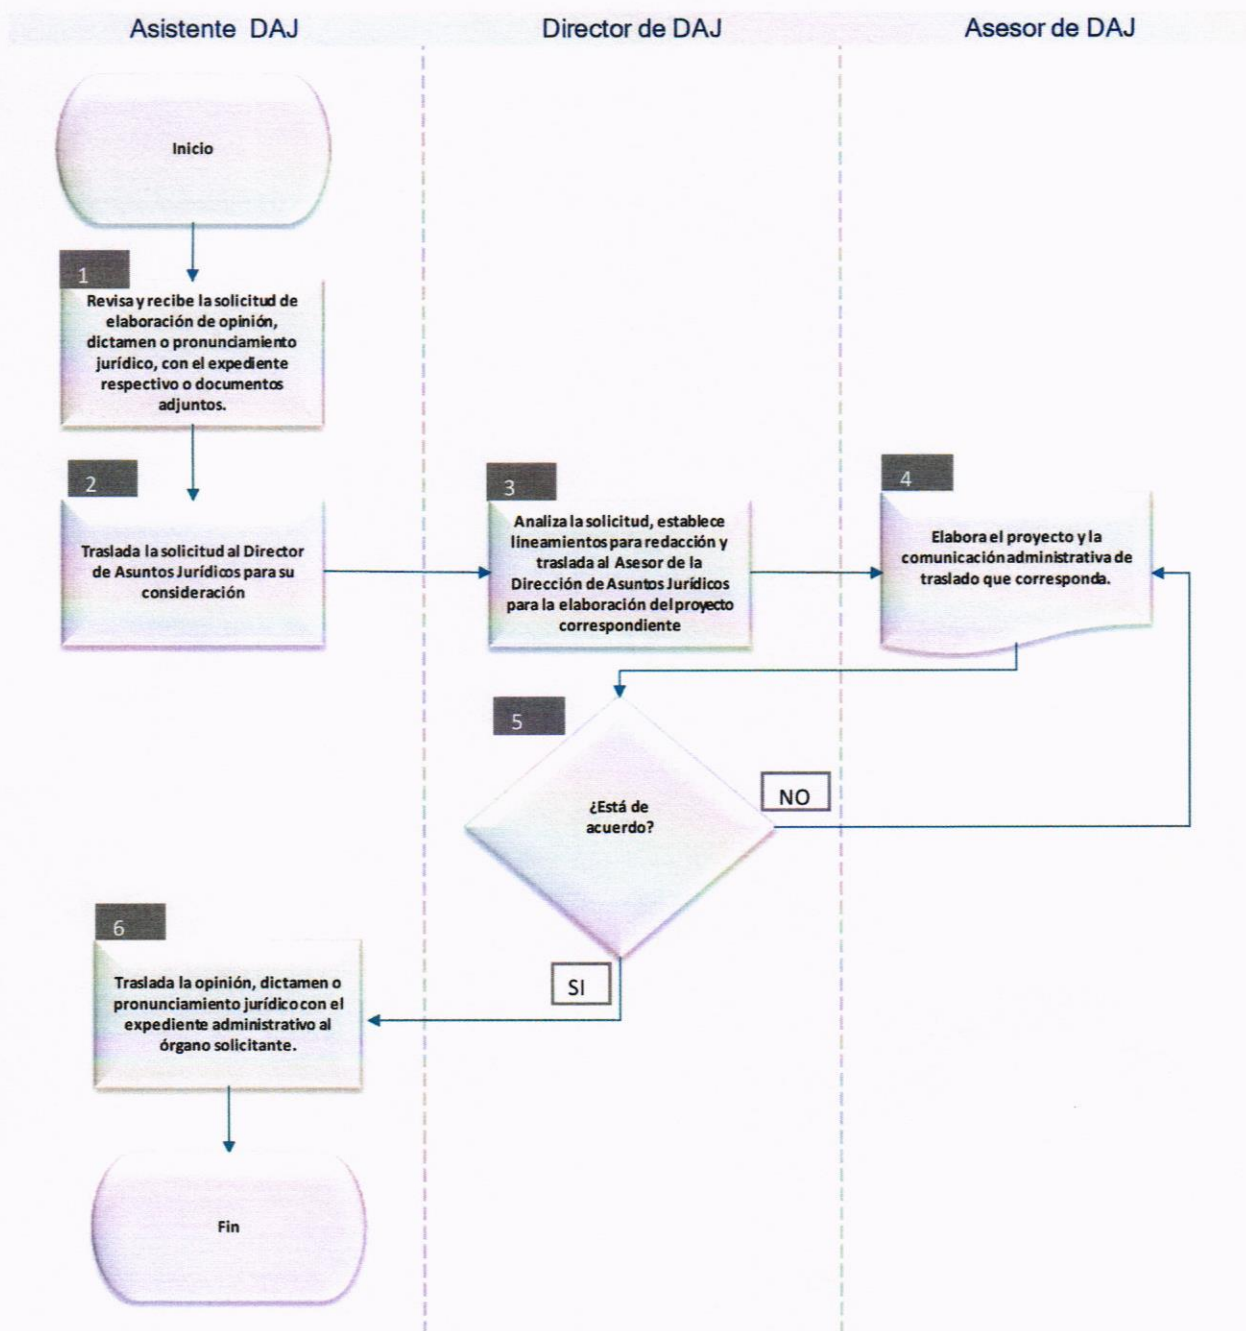 Asistente DAJ
Director de DAJ
Asesor de DAJ
Inicio
1
Revisa y recibe la solicitud de
elaboración de opinión,
dictamen o pronunciamiento
jurídico, con el expediente
respectivo o documentos
adjuntos.
2
Traslada la solicitud al Director
de Asuntos Jurídicos para su
consideración
3
Analiza la solicitud, establece
lineamientos para redacción y
traslada al Asesor de la
Dirección de Asuntos Jurídicos
para la elaboración del proyecto
correspondiente
4
Elabora el proyecto y la
comunicación administrativa de
traslado que corresponda.
5
¿Está de
acuerdo?
NO
SI
6
Traslada la opinión, dictamen o
pronunciamiento jurídico con el
expediente administrativo al
órgano solicitante.
Fin